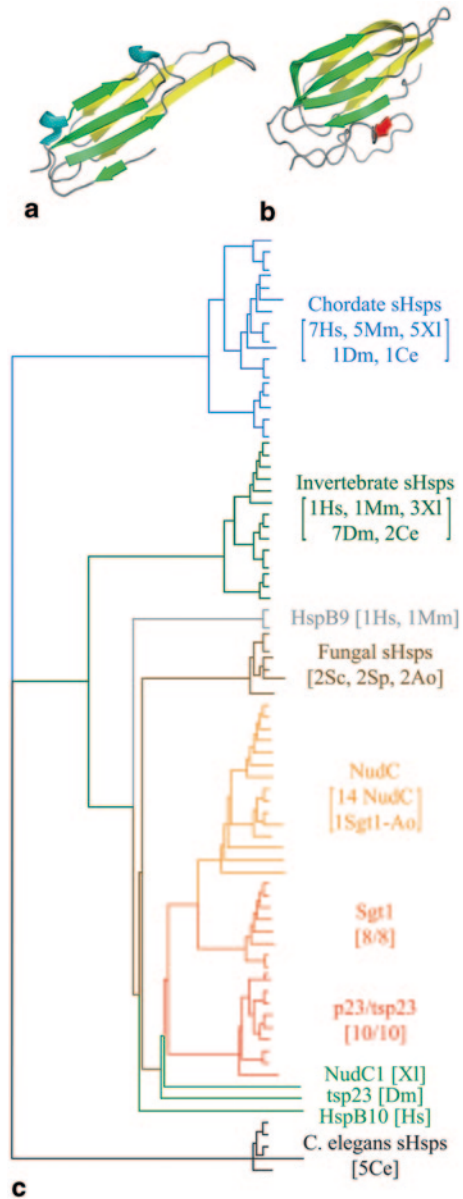 a
b
Chordate sHsps
[7Hs, 5Mm, 5Xl
1Dm, 1Ce]
Invertebrate sHsps
[1Hs, 1Mm, 3Xl
7Dm, 2Ce]
HspB9 [1Hs, 1Mm]
Fungal sHsps
[2Sc, 2Sp, 2Ao]
NudC
[14 NudC
1Sgt1-Ao]
Sgt1
[8/8]
p23/tsp23
[10/10]
NudC1 [Xl]
tsp23 [Dm]
HspB10 [Hs]
C. elegans sHsps
[5Ce]
c